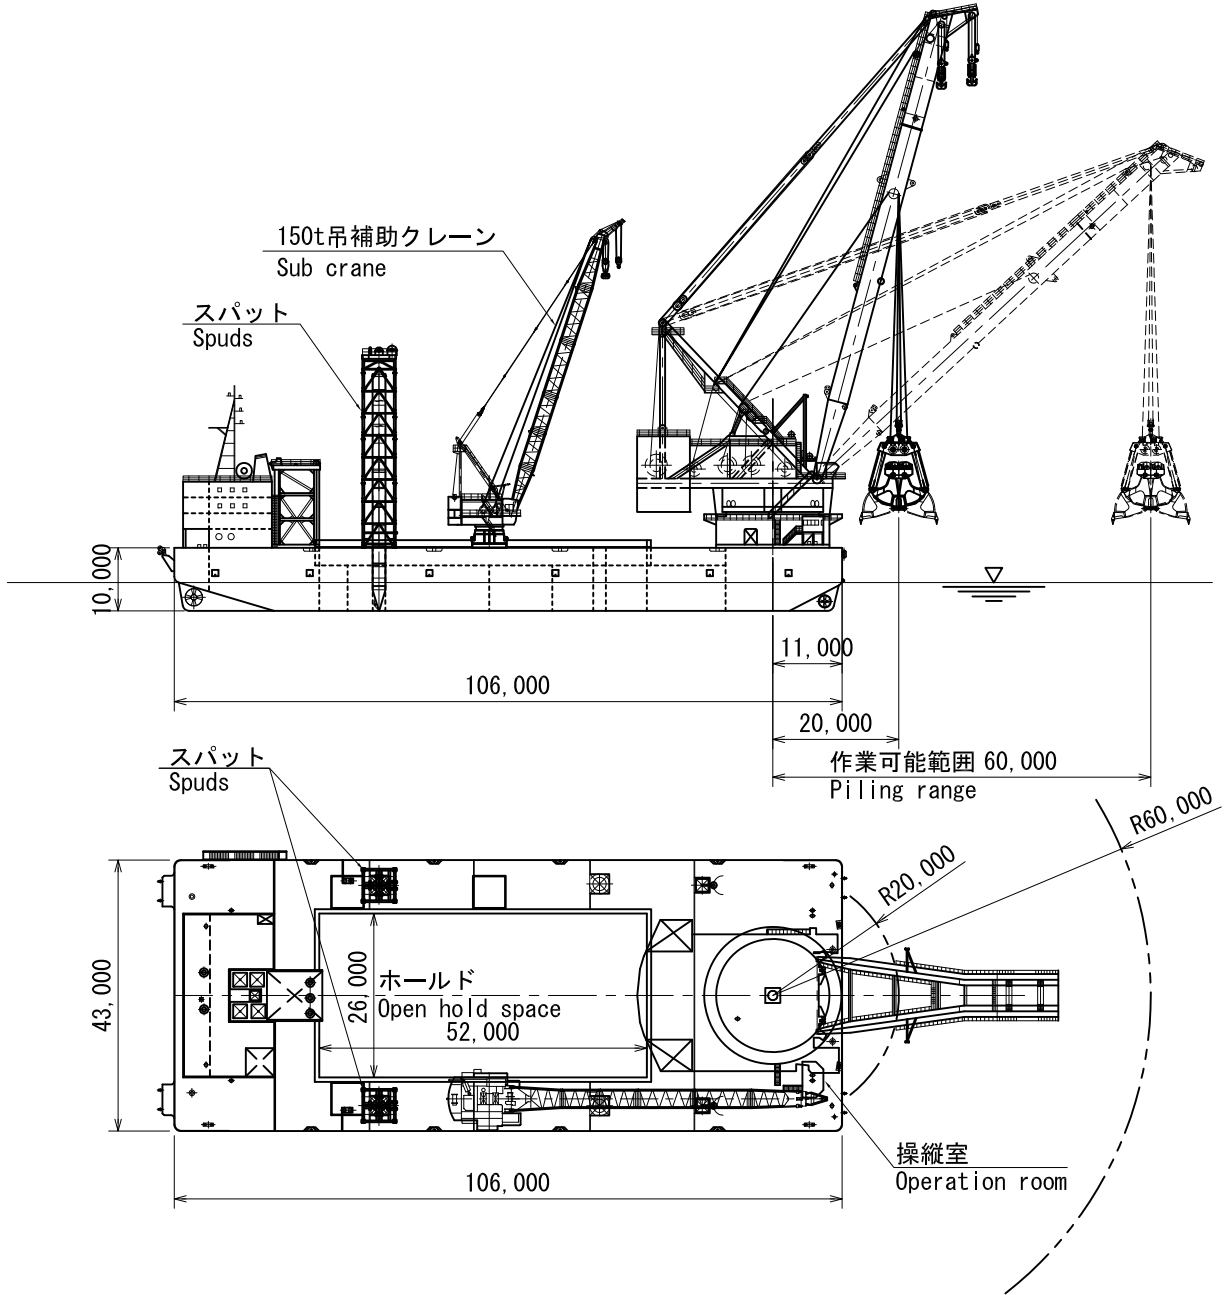 150t吊補助クレーン
Sub crane
スパット
Spuds
10,000
11,000
106,000
20,000
作業可能範囲 60,000
Piling range
スパット
Spuds
R60,000
R20,000
43,000
26,000
ホールド
Open hold space
52,000
操縦室
Operation room
106,000